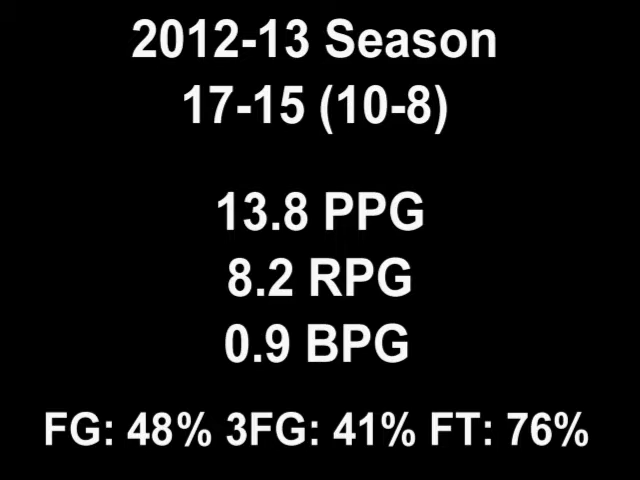 2012-13 Season
17-15 (10-8)
13.8 PPG
8.2 RPG
0.9 BPG
FG: 48% 3FG: 41% FT: 76%